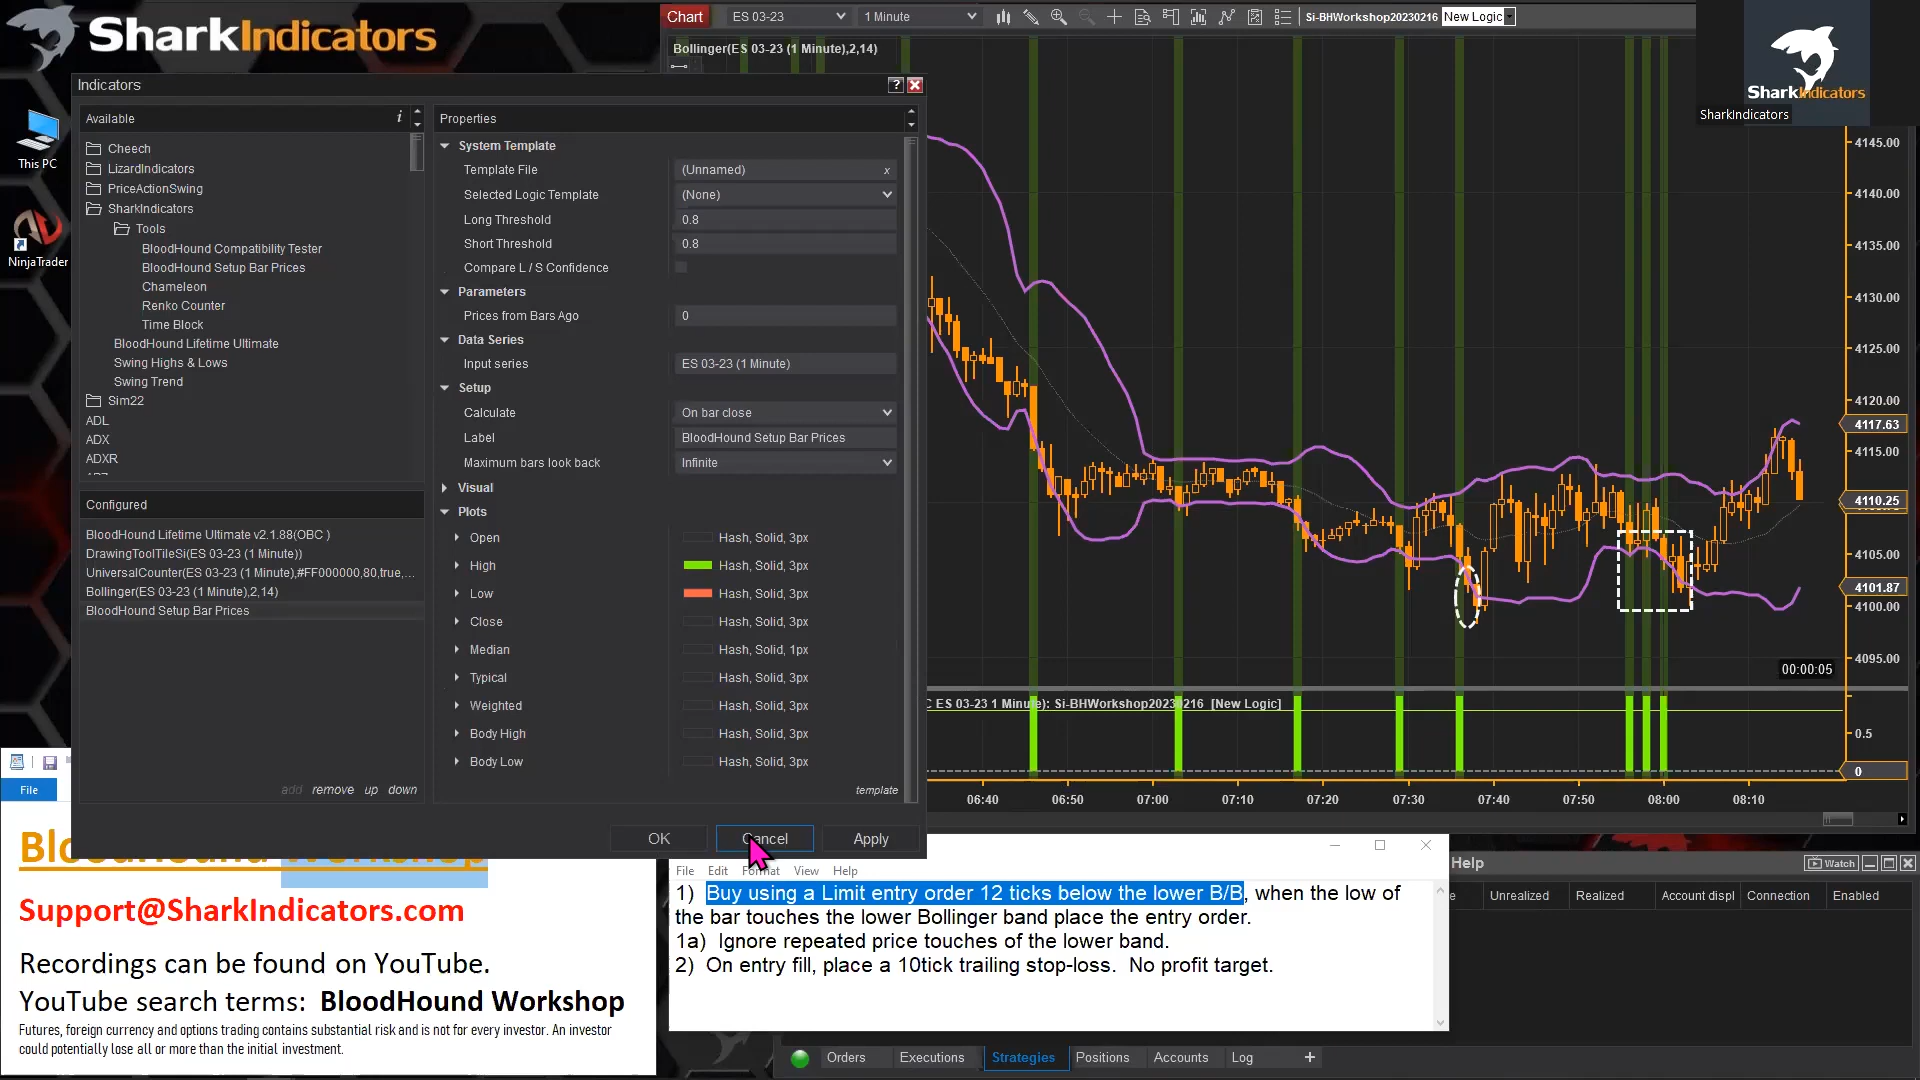 SharkIndicators
Chart
ES 03-23
1 Minute
Si-BHWorkshop20230216
New Logic
SharkIndicators
SharkIndicators
Bollinger(ES 03-23 (1 Minute),2,14)
This PC
NinjaTrader
Indicators
?
Available
i
Cheech
LizardIndicators
PriceActionSwing
SharkIndicators
Tools
BloodHound Compatibility Tester
BloodHound Setup Bar Prices
Chameleon
Renko Counter
Time Block
BloodHound Lifetime Ultimate
Swing Highs & Lows
Swing Trend
Sim22
ADL
ADX
ADXR
Configured
BloodHound Lifetime Ultimate v2.1.88(OBC )
DrawingToolTileSi(ES 03-23 (1 Minute))
UniversalCounter(ES 03-23 (1 Minute),#FF000000,80,true,...
Bollinger(ES 03-23 (1 Minute),2,14)
BloodHound Setup Bar Prices
add remove up down
Properties
System Template
Template File (Unnamed) x
Selected Logic Template (None)
Long Threshold 0.8
Short Threshold 0.8
Compare L / S Confidence
Parameters
Prices from Bars Ago 0
Data Series
Input series ES 03-23 (1 Minute)
Setup
Calculate On bar close
Label BloodHound Setup Bar Prices
Maximum bars look back Infinite
Visual
Plots
Open Hash, Solid, 3px
High Hash, Solid, 3px
Low Hash, Solid, 3px
Close Hash, Solid, 3px
Median Hash, Solid, 1px
Typical Hash, Solid, 3px
Weighted Hash, Solid, 3px
Body High Hash, Solid, 3px
Body Low Hash, Solid, 3px
template
OK Cancel Apply
4145.00
4140.00
4135.00
4130.00
4125.00
4120.00
4117.63
4115.00
4110.25
4105.00
4101.87
4100.00
4095.00
00:00:05
C ES 03-23 1 Minute): Si-BHWorkshop20230216 [New Logic]
0.5
0
06:40 06:50 07:00 07:10 07:20 07:30 07:40 07:50 08:00 08:10
File
BloodHound Workshop
Support@SharkIndicators.com
Recordings can be found on YouTube.
YouTube search terms: BloodHound Workshop
Futures, foreign currency and options trading contains substantial risk and is not for every investor. An investor
could potentially lose all or more than the initial investment.
File Edit Format View Help
1) Buy using a Limit entry order 12 ticks below the lower B/B, when the low of
the bar touches the lower Bollinger band place the entry order.
1a) Ignore repeated price touches of the lower band.
2) On entry fill, place a 10tick trailing stop-loss. No profit target.
Help
Watch
e Unrealized Realized Account displ Connection Enabled
Orders Executions Strategies Positions Accounts Log +